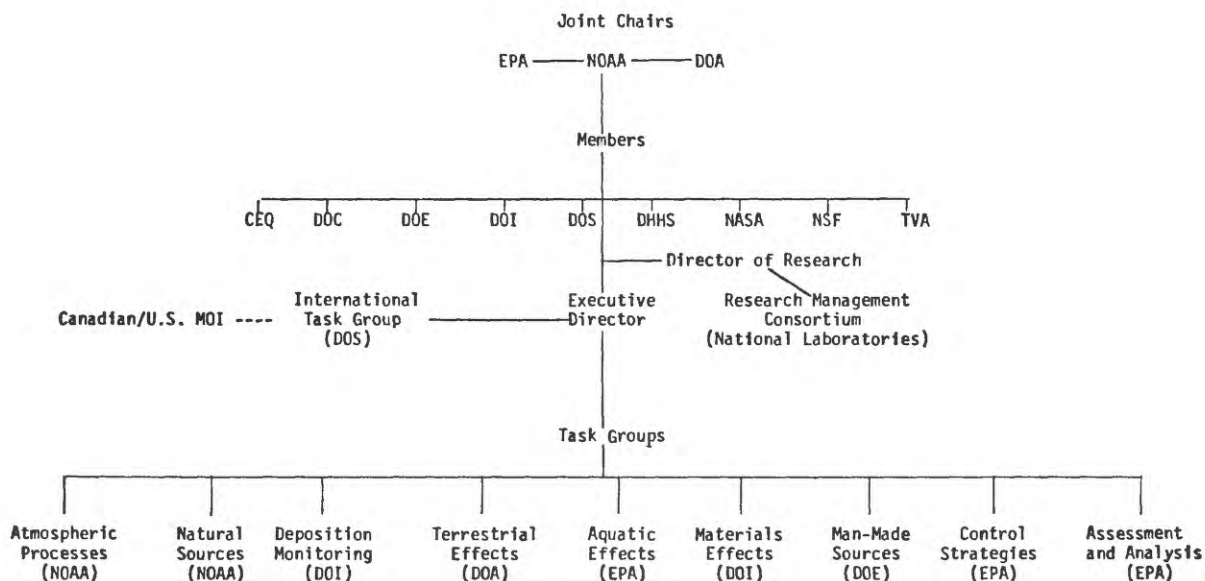 Joint Chairs
EPA NOAA DOA
Members
CEQ DOC DOE DOI DOS DHHS NASA NSF TVA
Director of Research
Canadian/U.S. MOI ----
International
Task Group
(DOS)
Executive
Director
Research Management
Consortium
(National Laboratories)
Task Groups
Atmospheric
Processes
(NOAA)
Natural
Sources
(NOAA)
Deposition
Monitoring
(DOI)
Terrestrial
Effects
(DOA)
Aquatic
Effects
(EPA)
Materials
Effects
(DOI)
Man-Made
Sources
(DOE)
Control
Strategies
(EPA)
Assessment
and Analysis
(EPA)